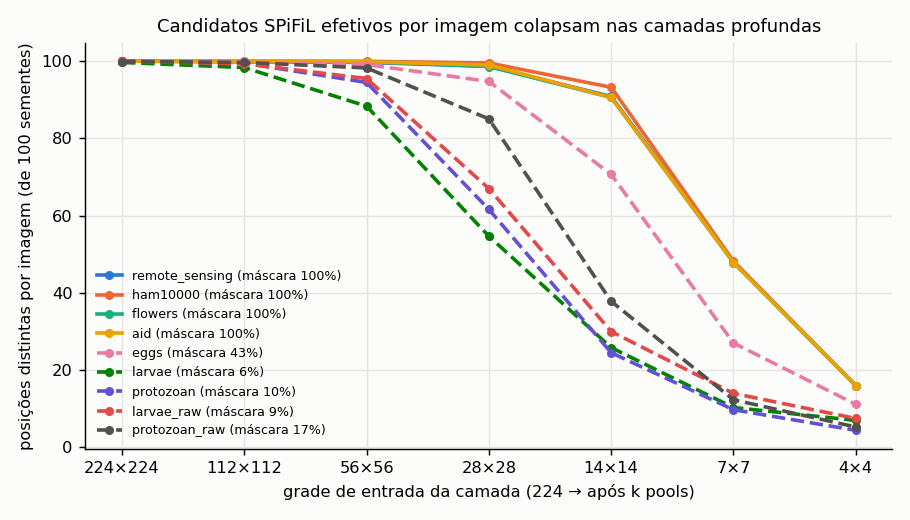 Candidatos SPiFiL efetivos por imagem colapsam nas camadas profundas
posições distintas por imagem (de 100 sementes)
100
80
60
40
20
0
remote_sensing (máscara 100%)
ham10000 (máscara 100%)
flowers (máscara 100%)
aid (máscara 100%)
eggs (máscara 43%)
larvae (máscara 6%)
protozoan (máscara 10%)
larvae_raw (máscara 9%)
protozoan_raw (máscara 17%)
224×224 112×112 56×56 28×28 14×14 7×7 4×4
grade de entrada da camada (224 → após k pools)